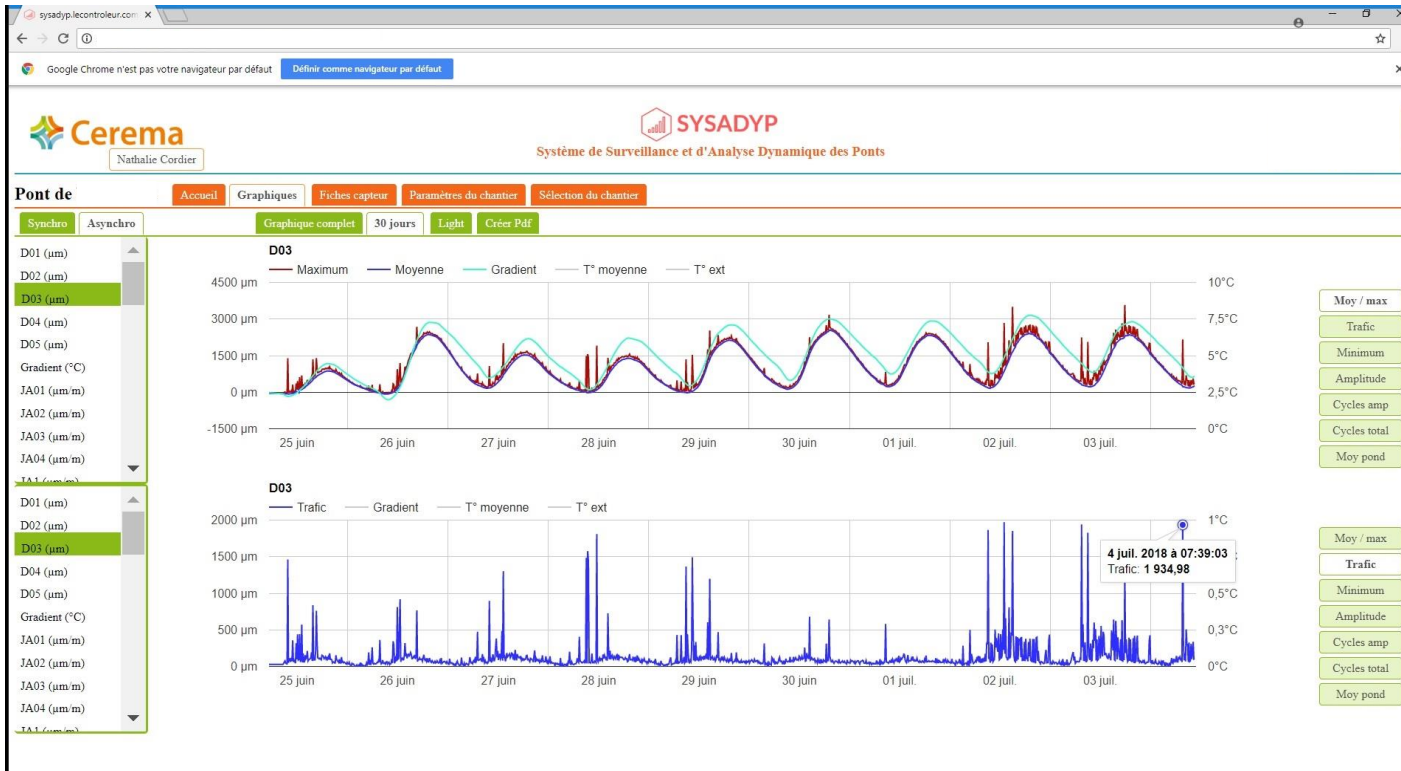 sysadyp.lecontroleur.com
Google Chrome n'est pas votre navigateur par défaut Définir comme navigateur par défaut
Cerema
Nathalie Cordier
SYSADYP
Système de Surveillance et d'Analyse Dynamique des Ponts
Pont de
Accueil Graphiques Fiches capteur Paramètres du chantier Sélection du chantier
Synchro Asynchro
Graphique complet 30 jours Light Créer Pdf
D01 (µm)
D02 (µm)
D03 (µm)
D04 (µm)
D05 (µm)
Gradient (°C)
JA01 (µm/m)
JA02 (µm/m)
JA03 (µm/m)
JA04 (µm/m)
JA1 (µm/m)
D03
Maximum Moyenne Gradient T° moyenne T° ext
4500 µm
3000 µm
1500 µm
0 µm
-1500 µm
10°C
7,5°C
5°C
2,5°C
0°C
25 juin 26 juin 27 juin 28 juin 29 juin 30 juin 01 juil. 02 juil. 03 juil.
Moy / max
Trafic
Minimum
Amplitude
Cycles amp
Cycles total
Moy pond
D01 (µm)
D02 (µm)
D03 (µm)
D04 (µm)
D05 (µm)
Gradient (°C)
JA01 (µm/m)
JA02 (µm/m)
JA03 (µm/m)
JA04 (µm/m)
JA1 (µm/m)
D03
Trafic Gradient T° moyenne T° ext
2000 µm
1500 µm
1000 µm
500 µm
0 µm
1°C
0,5°C
0,3°C
0°C
4 juil. 2018 à 07:39:03
Trafic: 1 934,98
25 juin 26 juin 27 juin 28 juin 29 juin 30 juin 01 juil. 02 juil. 03 juil.
Moy / max
Trafic
Minimum
Amplitude
Cycles amp
Cycles total
Moy pond